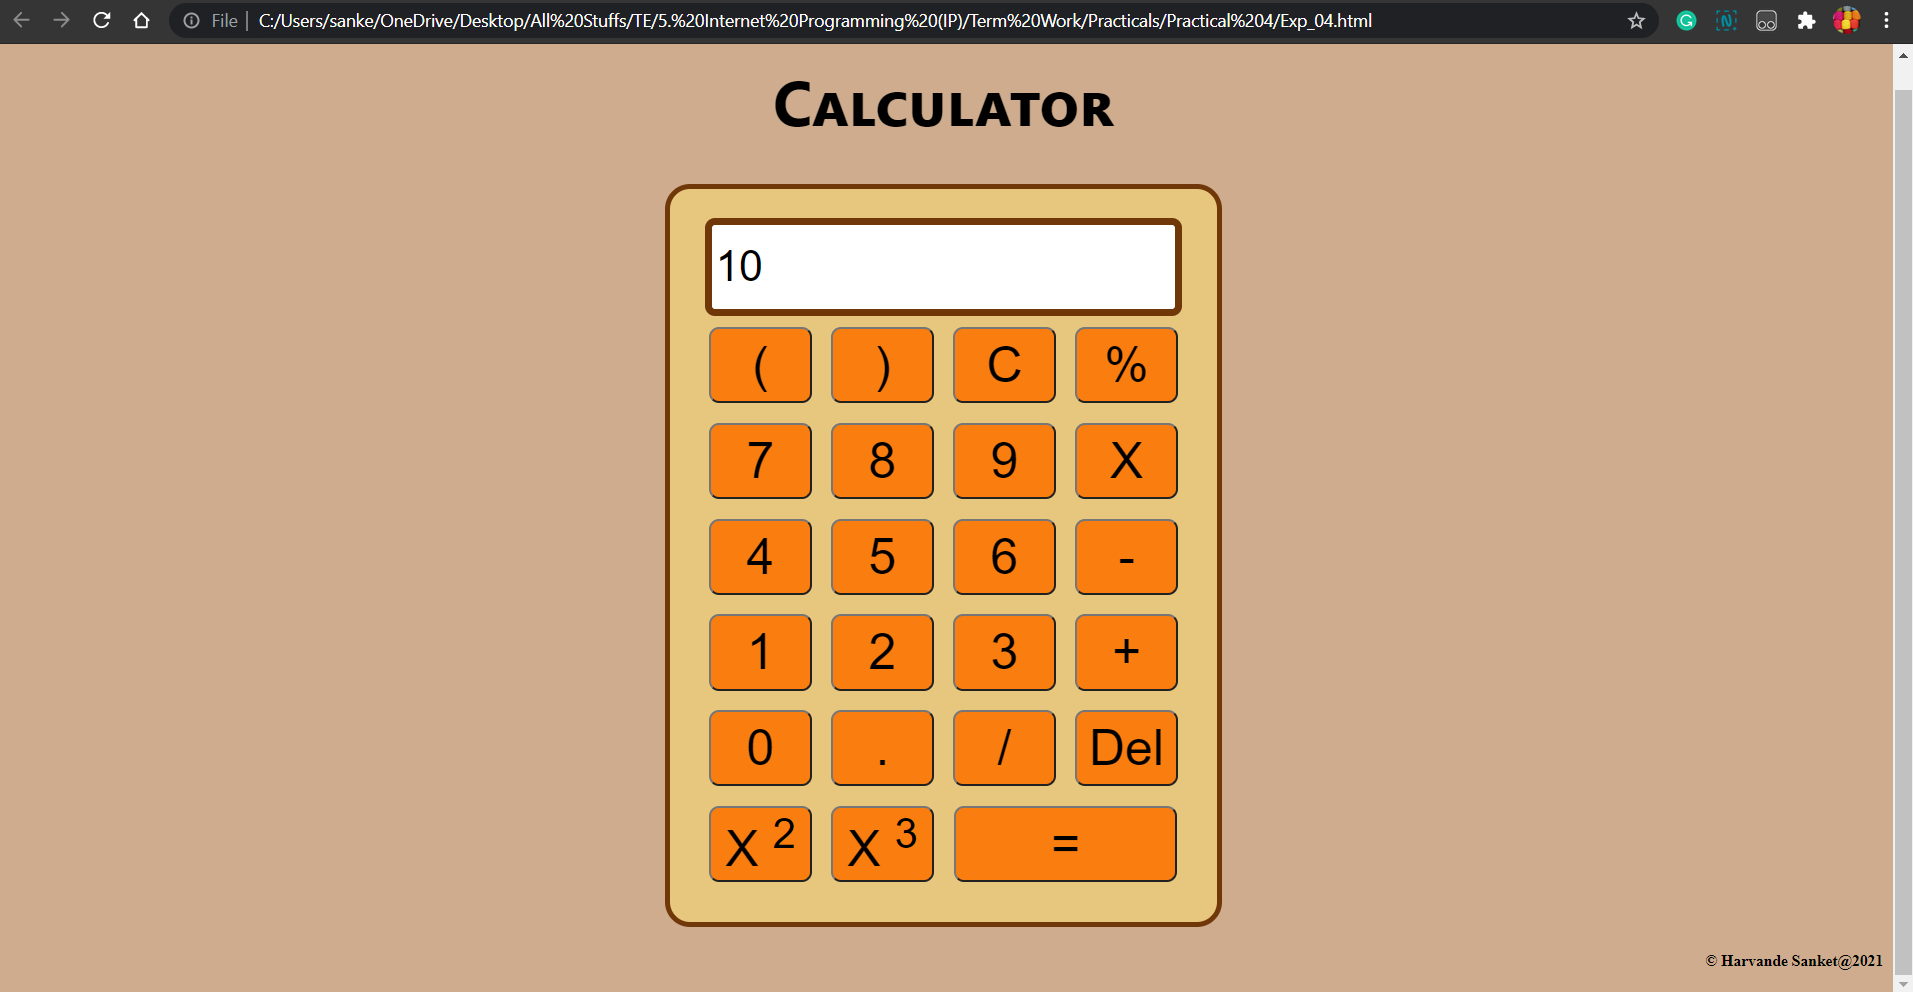 File | C:/Users/sanke/OneDrive/Desktop/All%20Stuffs/TE/5.%20Internet%20Programming%20(IP)/Term%20Work/Practicals/Practical%204/Exp_04.html
Calculator
10
( ) C %
7 8 9 X
4 5 6 -
1 2 3 +
0 . / Del
X ² X ³ =
© Harvande Sanket@2021